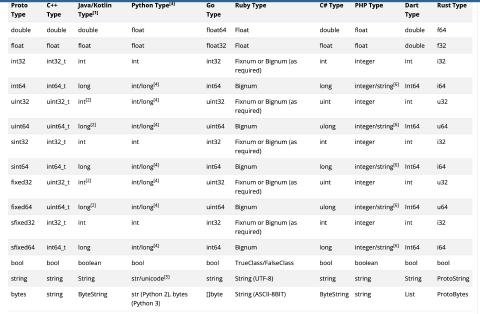 Proto Type C++ Type Java/Kotlin Type[1] Python Type[3] Go Type Ruby Type C# Type PHP Type Dart Type Rust Type
double double double float float64 Float double float double f64
float float float float float32 Float float float double f32
int32 int32_t int int int32 Fixnum or Bignum (as required) int integer int i32
int64 int64_t long int/long[4] int64 Bignum long integer/string[6] Int64 i64
uint32 uint32_t int[2] int/long[4] uint32 Fixnum or Bignum (as required) uint integer int u32
uint64 uint64_t long[2] int/long[4] uint64 Bignum ulong integer/string[6] Int64 u64
sint32 int32_t int int int32 Fixnum or Bignum (as required) int integer int i32
sint64 int64_t long int/long[4] int64 Bignum long integer/string[6] Int64 i64
fixed32 uint32_t int[2] int/long[4] uint32 Fixnum or Bignum (as required) uint integer int u32
fixed64 uint64_t long[2] int/long[4] uint64 Bignum ulong integer/string[6] Int64 u64
sfixed32 int32_t int int int32 Fixnum or Bignum (as required) int integer int i32
sfixed64 int64_t long int/long[4] int64 Bignum long integer/string[6] Int64 i64
bool bool boolean bool bool TrueClass/FalseClass bool boolean bool bool
string string String str/unicode[5] string String (UTF-8) string string String ProtoString
bytes string ByteString str (Python 2), bytes (Python 3) []byte String (ASCII-8BIT) ByteString string List ProtoBytes